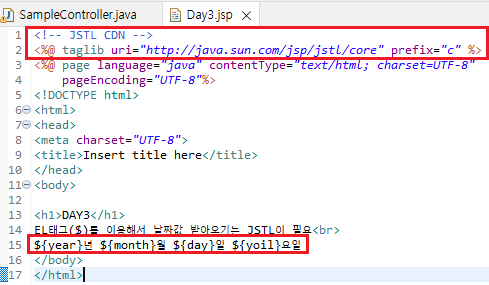 SampleController.java
Day3.jsp
1 <!-- JSTL CDN -->
2 <%@ taglib uri="http://java.sun.com/jsp/jstl/core" prefix="c" %>
3 <%@ page language="java" contentType="text/html; charset=UTF-8"
4     pageEncoding="UTF-8"%>
5 <!DOCTYPE html>
6 <html>
7 <head>
8 <meta charset="UTF-8">
9 <title>Insert title here</title>
10 </head>
11 <body>
12
13 <h1>DAY3</h1>
14 EL태그($)를 이용해서 날짜값 받아오기는 JSTL이 필요<br>
15 ${year}년 ${month}월 ${day}일 ${yoil}요일
16 </body>
17 </html>